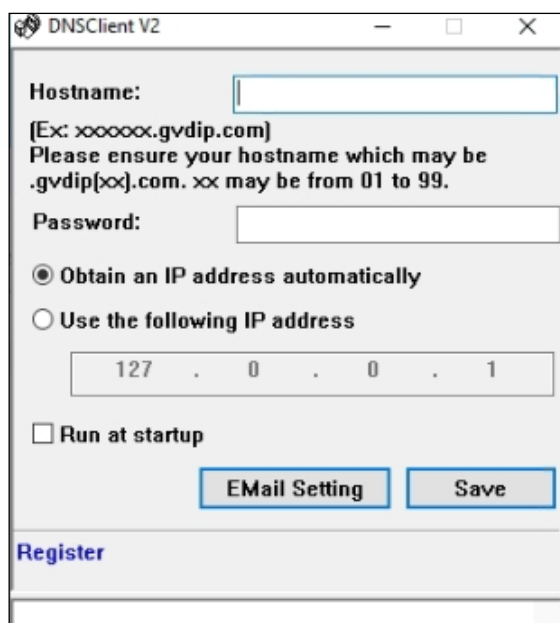 DNSClient V2
Hostname:
(Ex: xxxxxx.gvdip.com)
Please ensure your hostname which may be
.gvdip(xx).com. xx may be from 01 to 99.
Password:
Obtain an IP address automatically
Use the following IP address
127 . 0 . 0 . 1
Run at startup
EMail Setting Save
Register